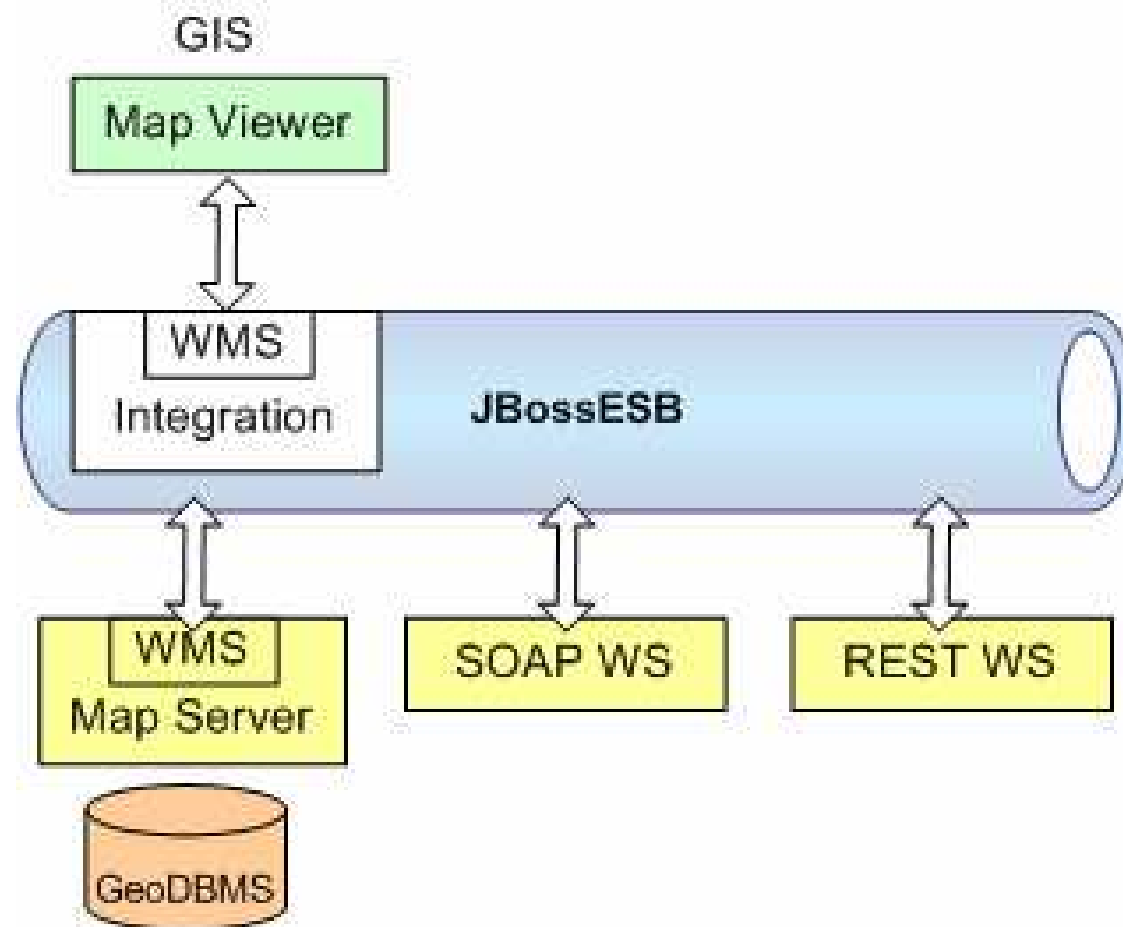 GIS
Map Viewer
WMS
Integration
JBossESB
WMS
Map Server
SOAP WS
REST WS
GeoDBMS